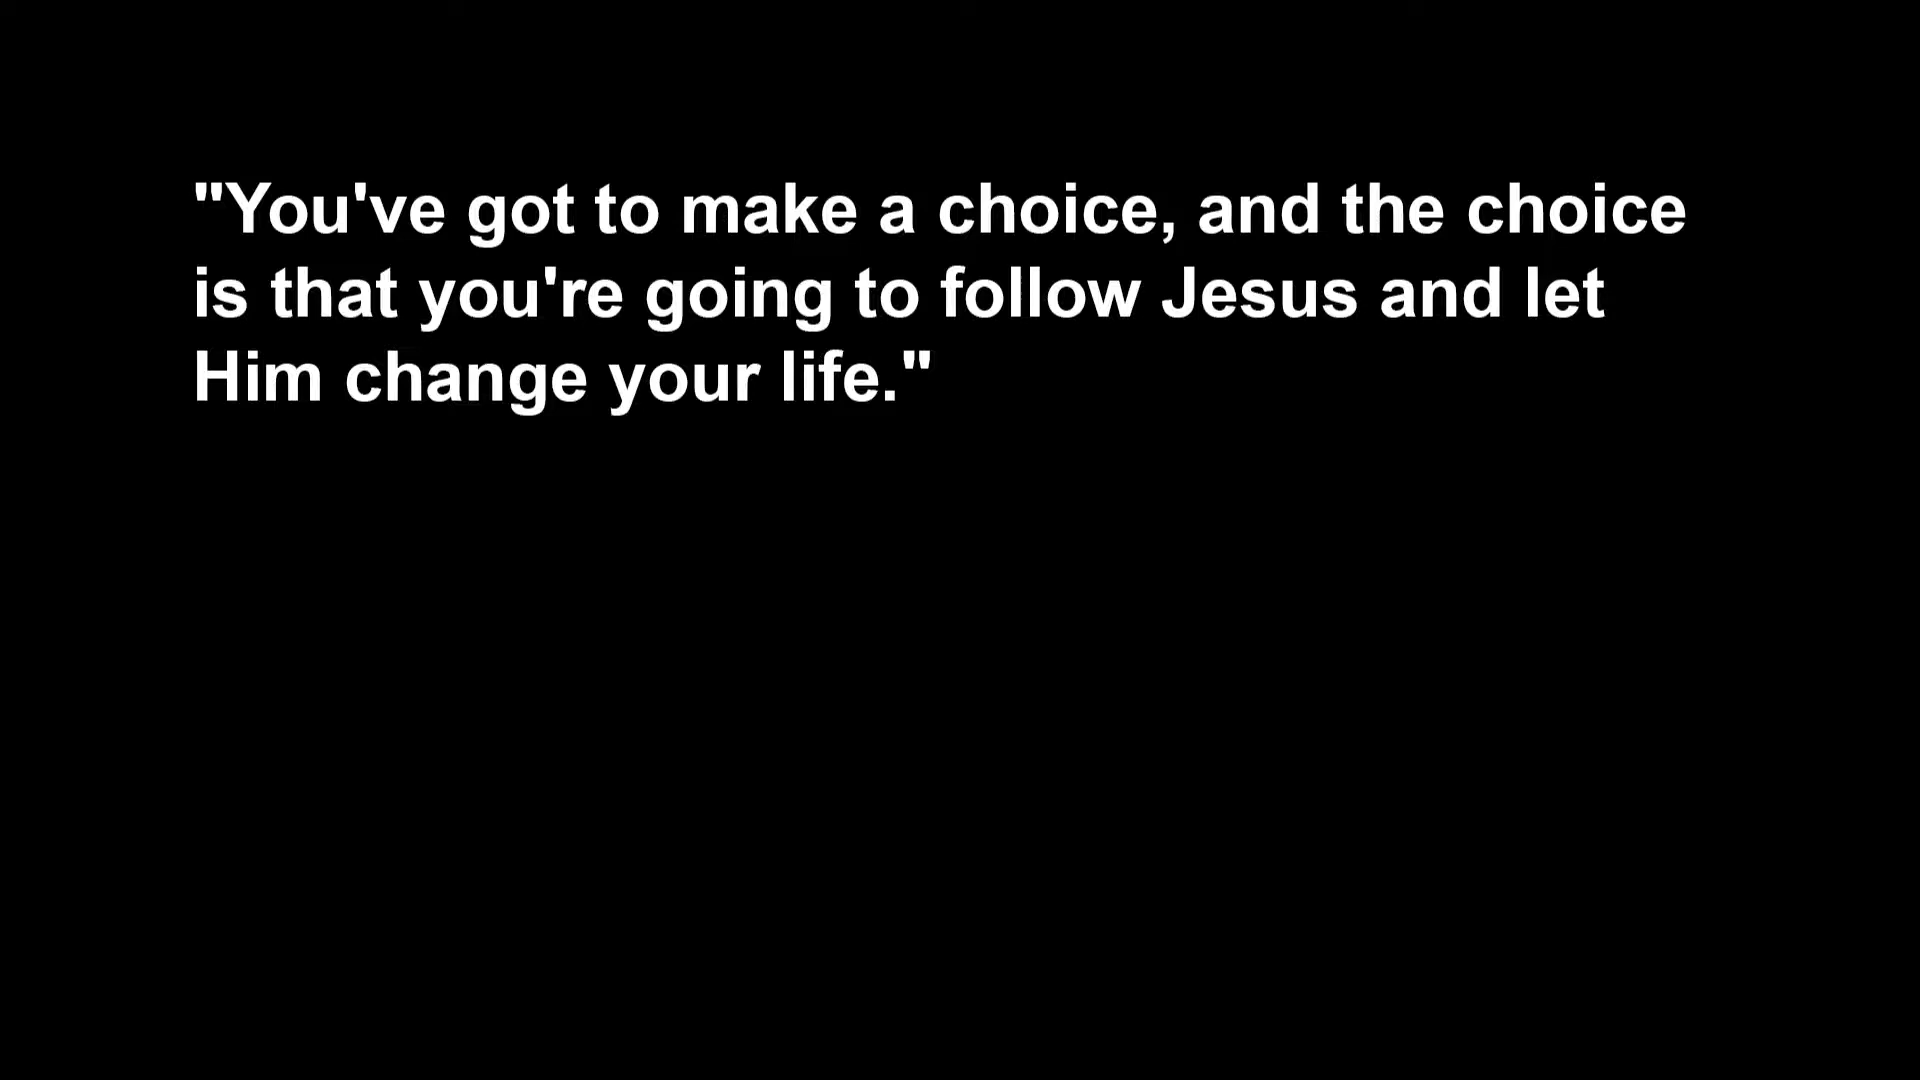 "You've got to make a choice, and the choice
is that you're going to follow Jesus and let
Him change your life."